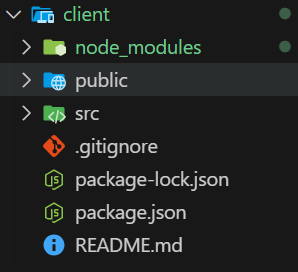 client
node_modules
public
src
.gitignore
package-lock.json
package.json
README.md